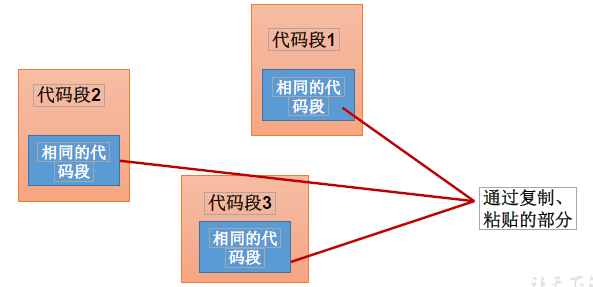 代码段1
相同的代
码段
代码段2
相同的代
码段
代码段3
相同的代
码段
通过复制、
粘贴的部分